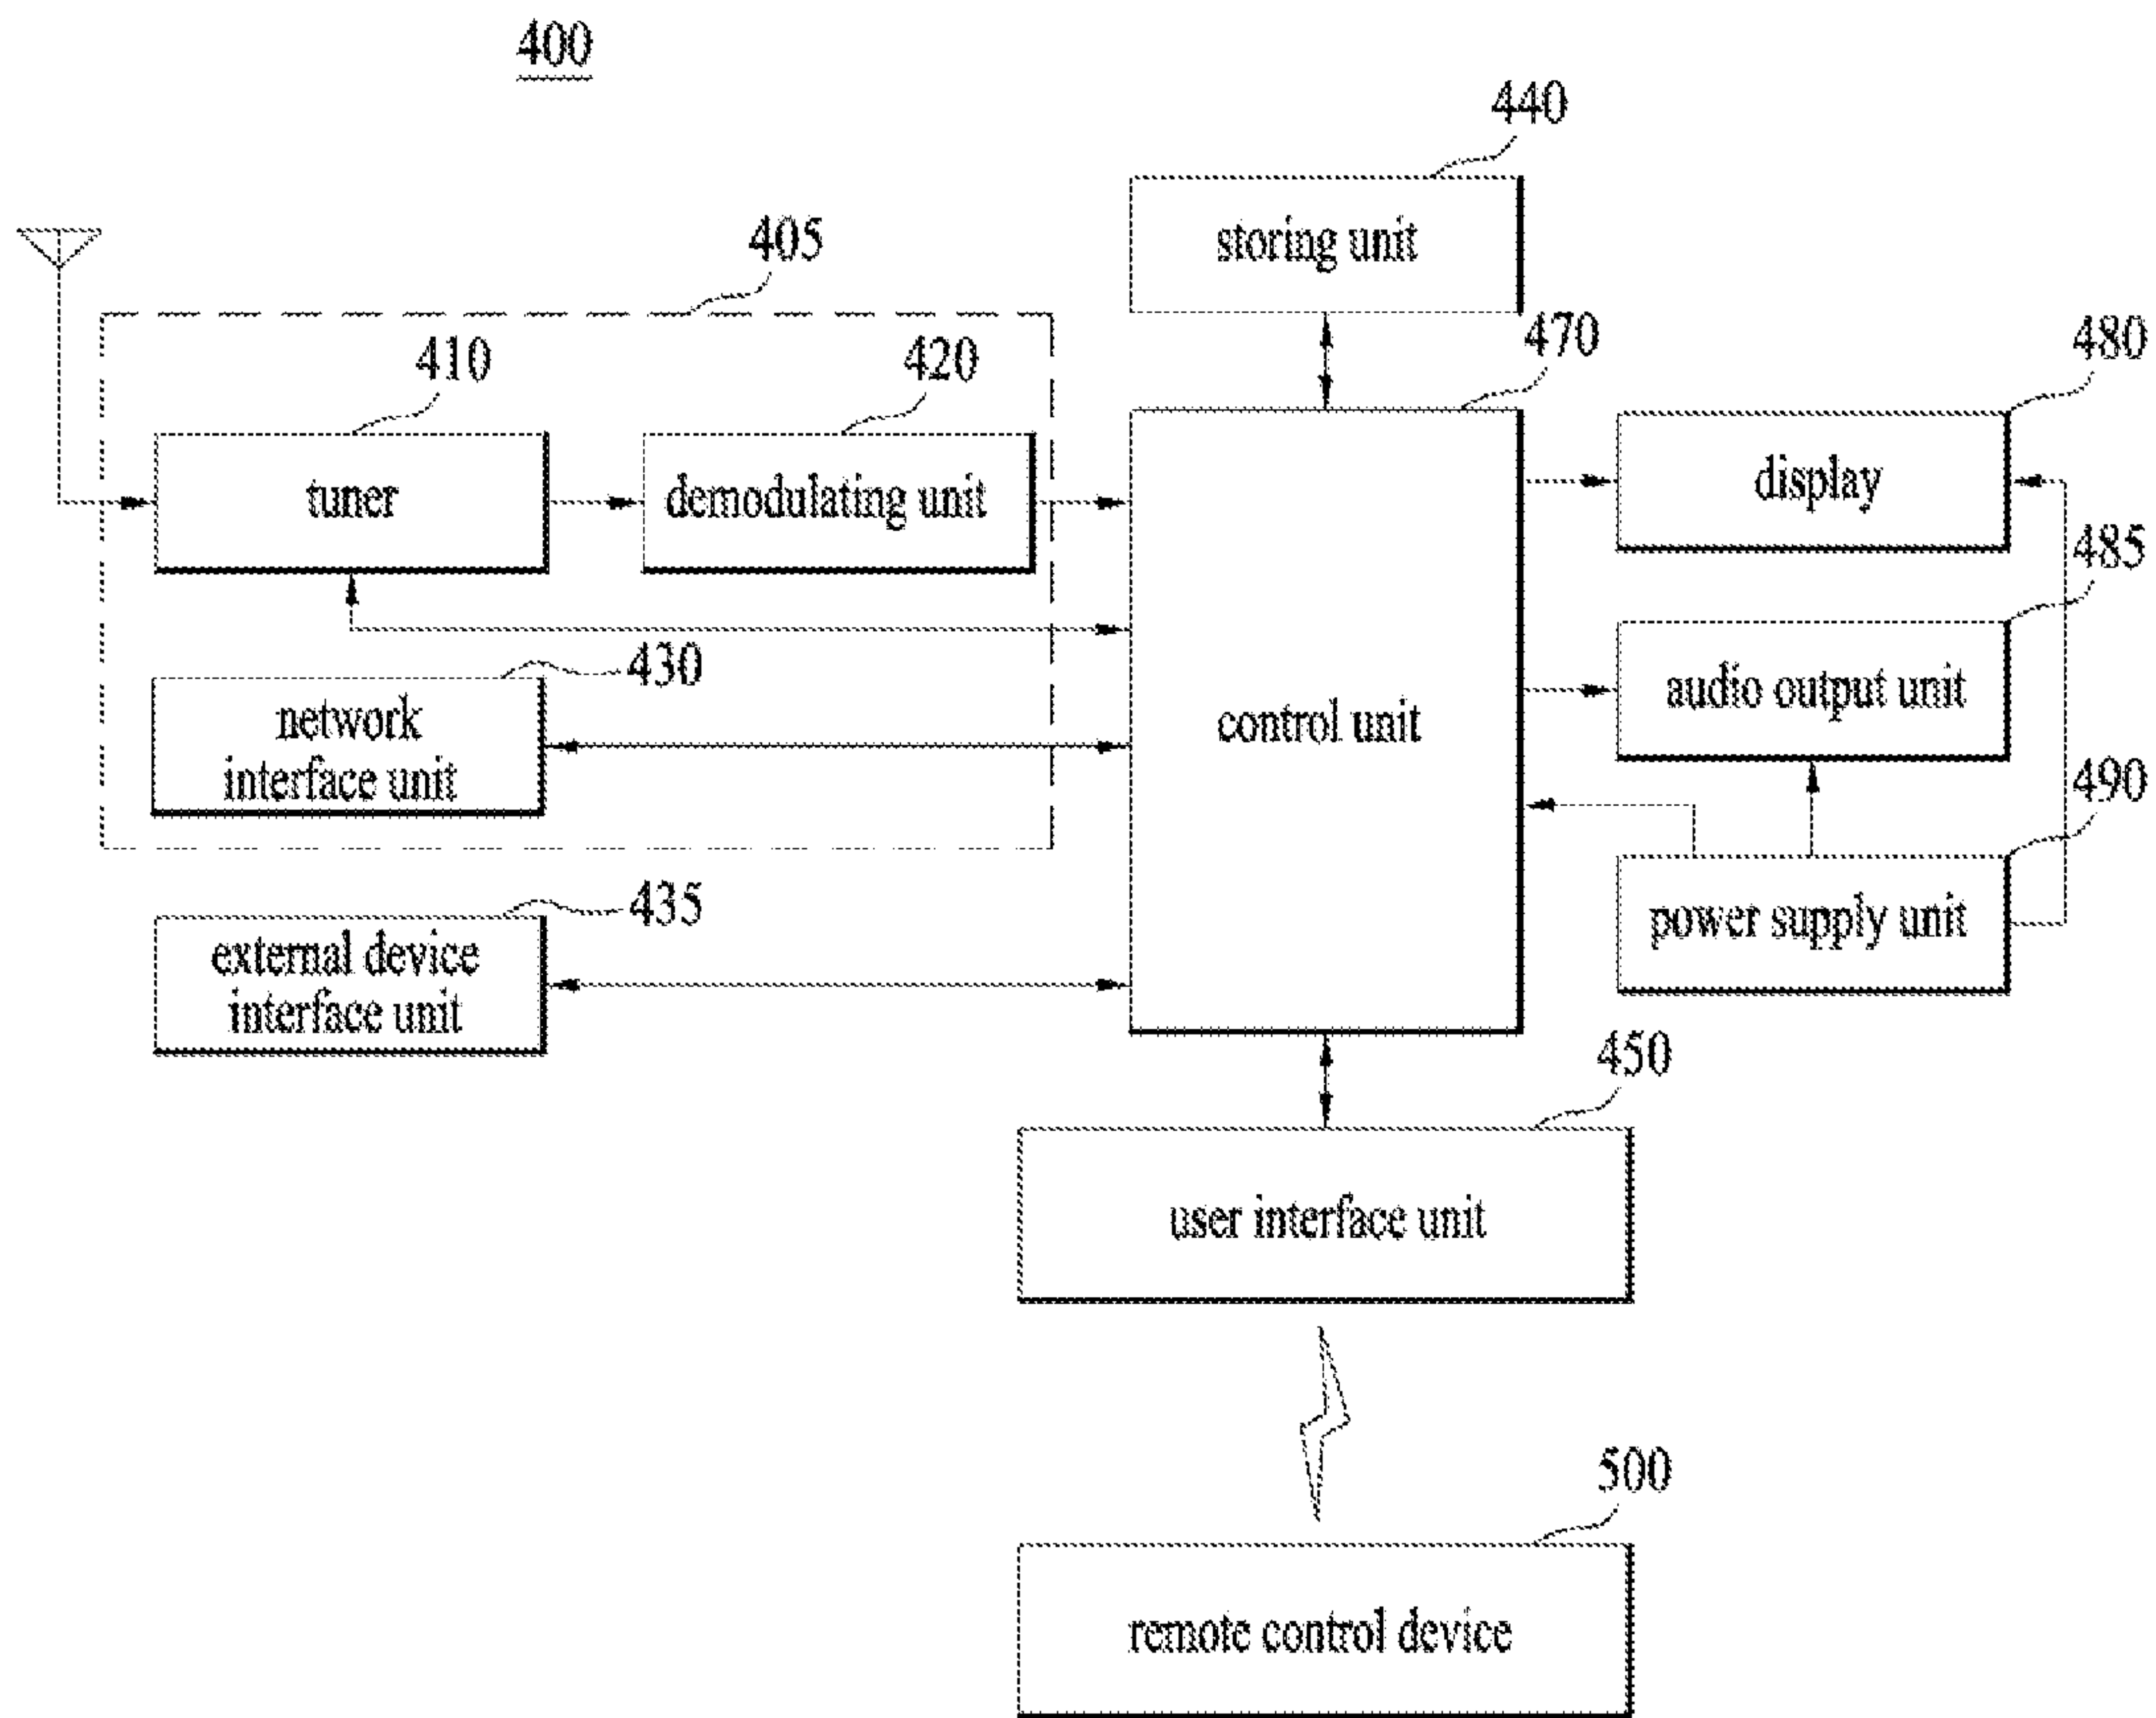 400
440
storing unit
405
470
480
410
420
tuner
demodulating unit
display
485
430
network
interface unit
control unit
audio output unit
490
435
external device
interface unit
power supply unit
450
user interface unit
500
remote control device